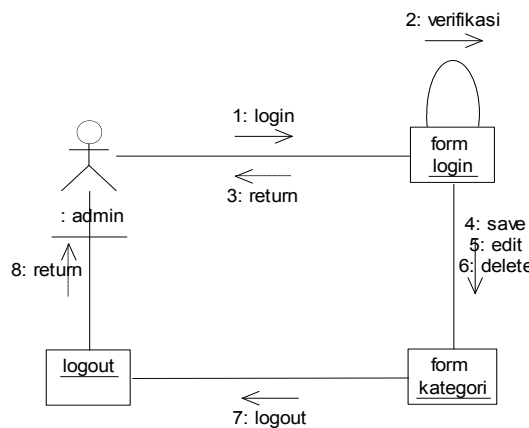 2: verifikasi
1: login
form
login
3: return
: admin
4: save
5: edit
6: delete
8: return
logout
form
kategori
7: logout